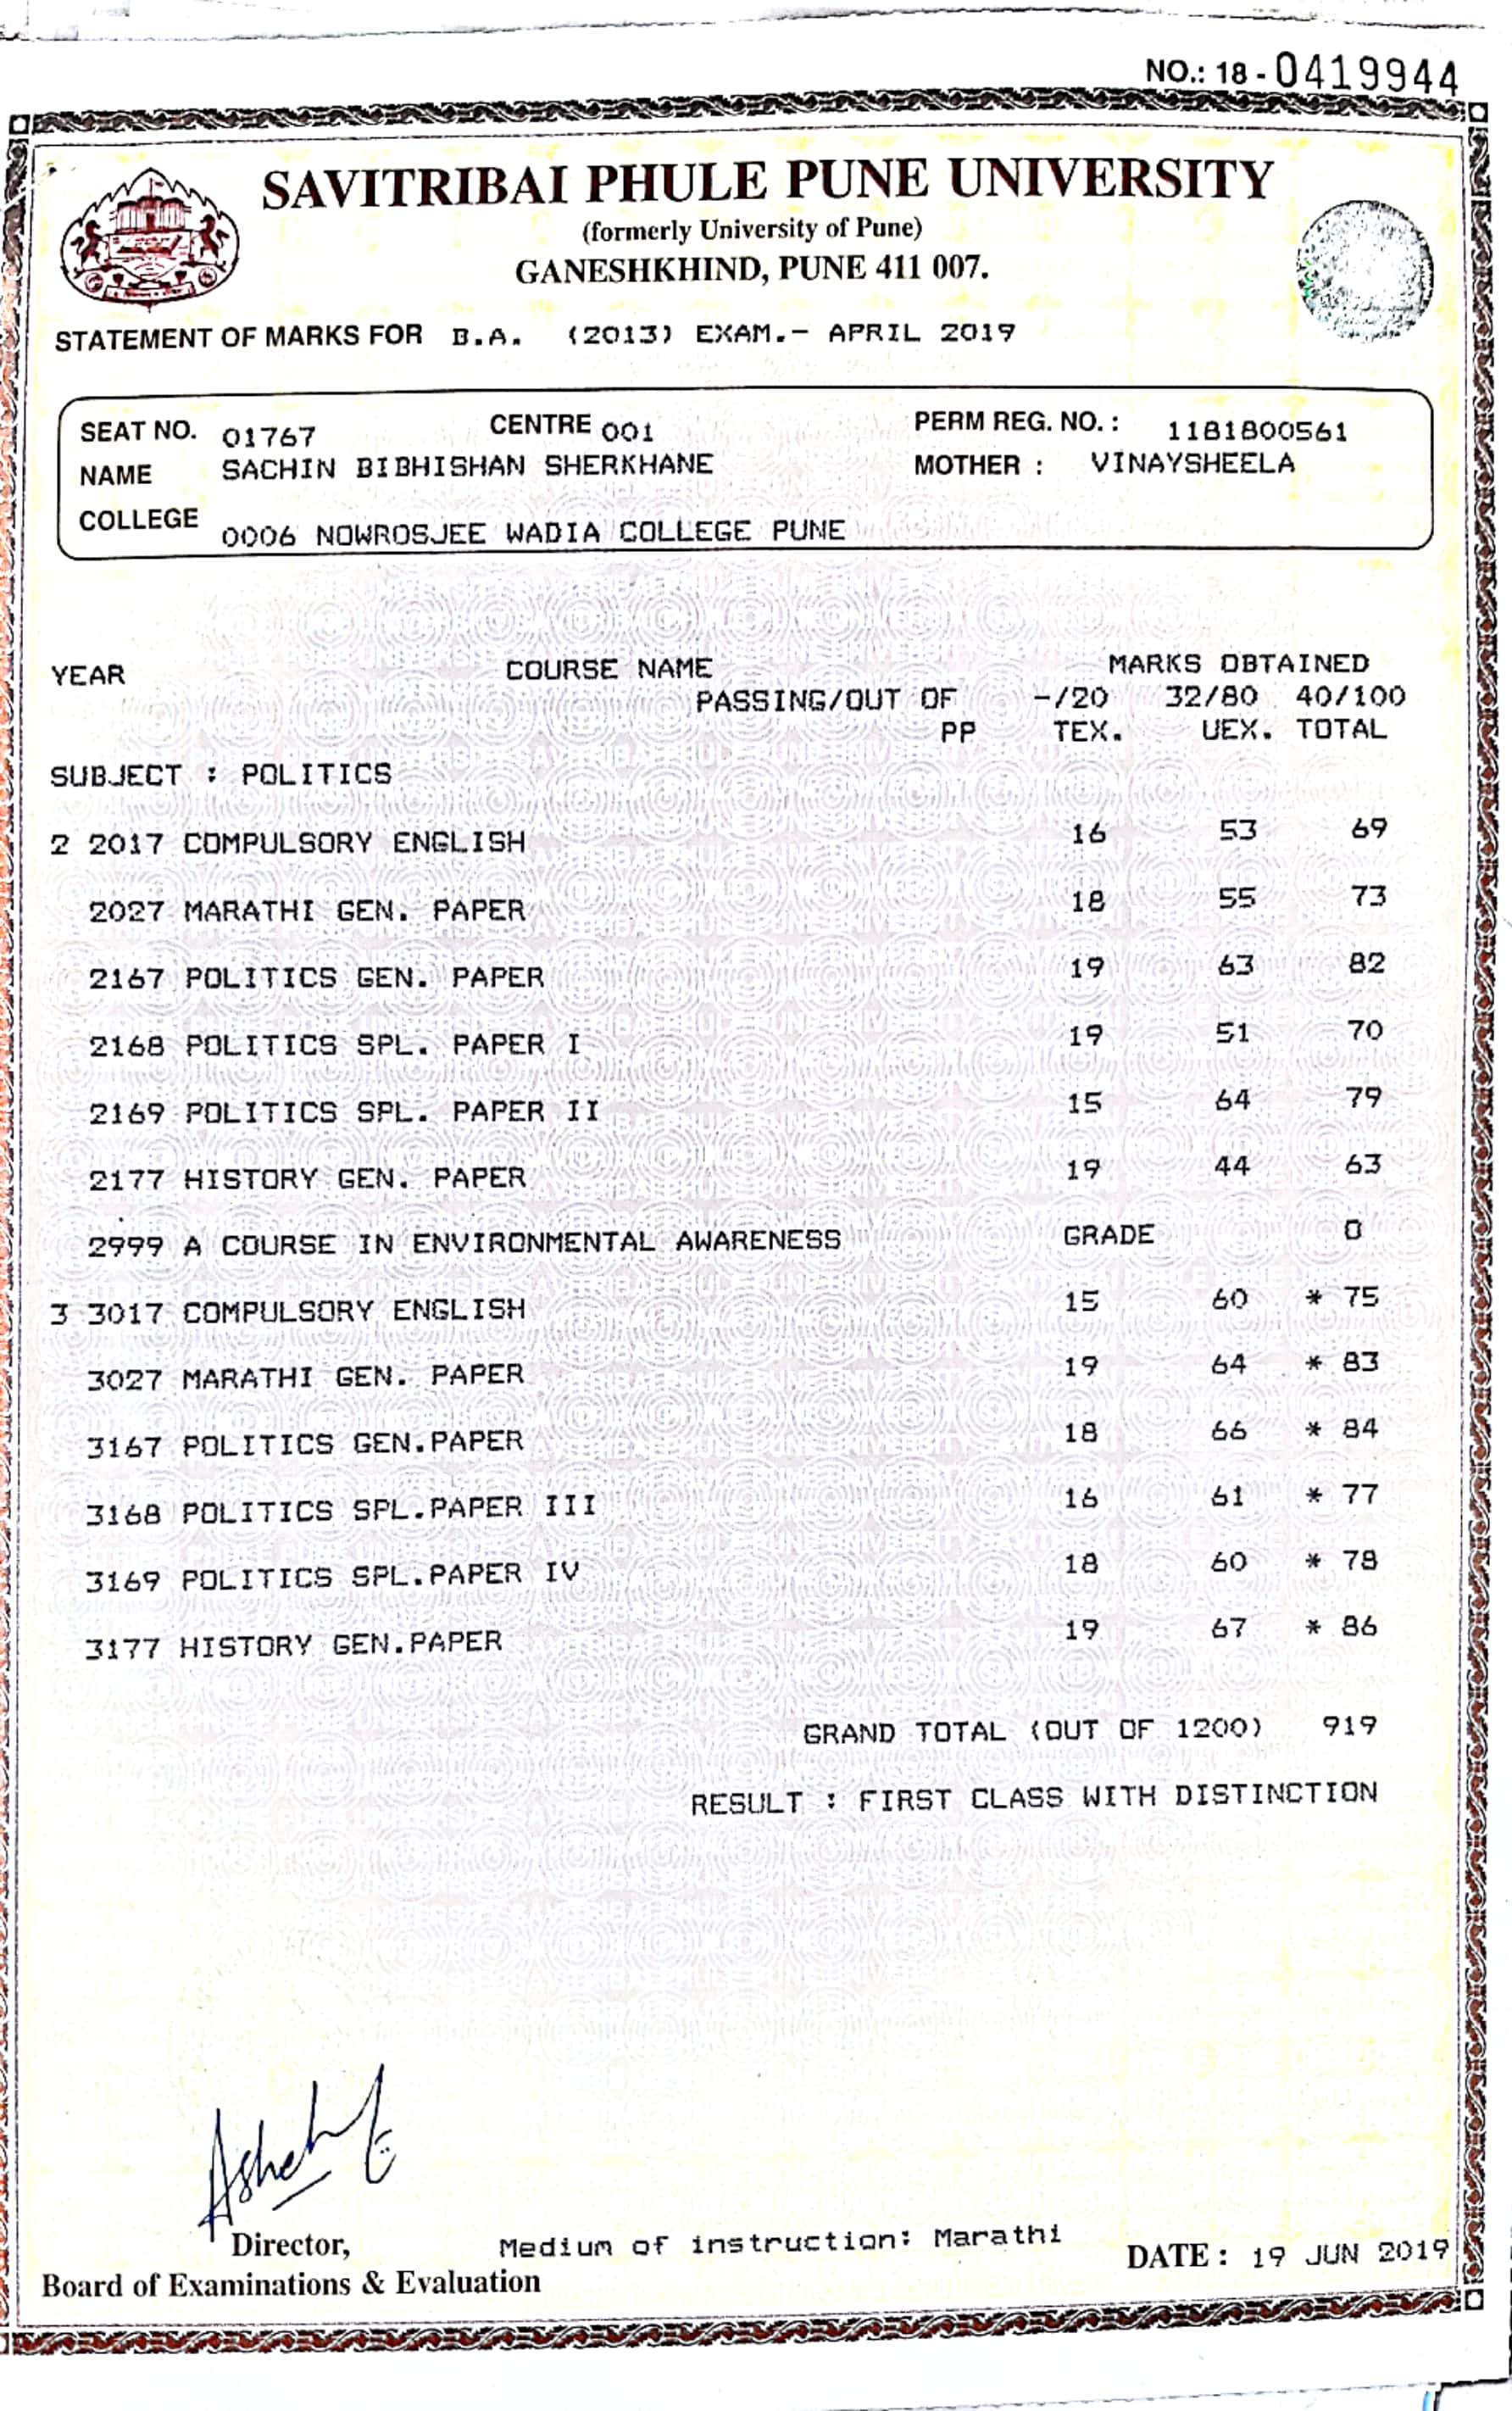 NO.: 18 - 0419944
SAVITRIBAI PHULE PUNE UNIVERSITY
(formerly University of Pune)
GANESHKHIND, PUNE 411 007.
STATEMENT OF MARKS FOR B.A. (2013) EXAM.- APRIL 2019
SEAT NO. 01767 CENTRE 001 PERM REG. NO. : 1181800561
NAME SACHIN BIBHISHAN SHERKHANE MOTHER : VINAYSHEELA
COLLEGE 0006 NOWROSJEE WADIA COLLEGE PUNE
YEAR COURSE NAME MARKS OBTAINED
PASSING/OUT OF -/20 32/80 40/100
PP TEX. UEX. TOTAL
SUBJECT : POLITICS
2 2017 COMPULSORY ENGLISH 16 53 69
2027 MARATHI GEN. PAPER 18 55 73
2167 POLITICS GEN. PAPER 19 63 82
2168 POLITICS SPL. PAPER I 19 51 70
2169 POLITICS SPL. PAPER II 15 64 79
2177 HISTORY GEN. PAPER 19 44 63
2999 A COURSE IN ENVIRONMENTAL AWARENESS GRADE O
3 3017 COMPULSORY ENGLISH 15 60 * 75
3027 MARATHI GEN. PAPER 19 64 * 83
3167 POLITICS GEN.PAPER 18 66 * 84
3168 POLITICS SPL.PAPER III 16 61 * 77
3169 POLITICS SPL.PAPER IV 18 60 * 78
3177 HISTORY GEN.PAPER 19 67 * 86
GRAND TOTAL (OUT OF 1200) 919
RESULT : FIRST CLASS WITH DISTINCTION
Director,
Board of Examinations & Evaluation
Medium of instruction: Marathi
DATE : 19 JUN 2019